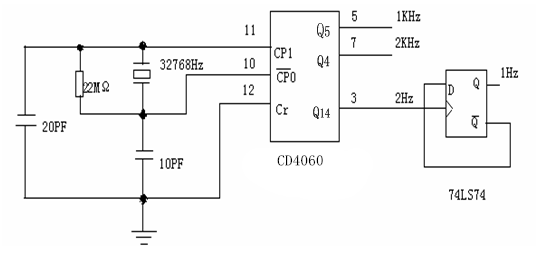 11
5
1KHz
Q5
CP1
7
2KHz
32768Hz
10
Q4
CP0
22MΩ
12
Cr
Q14
3
2Hz
D
Q
1Hz
Q
20PF
10PF
CD4060
74LS74